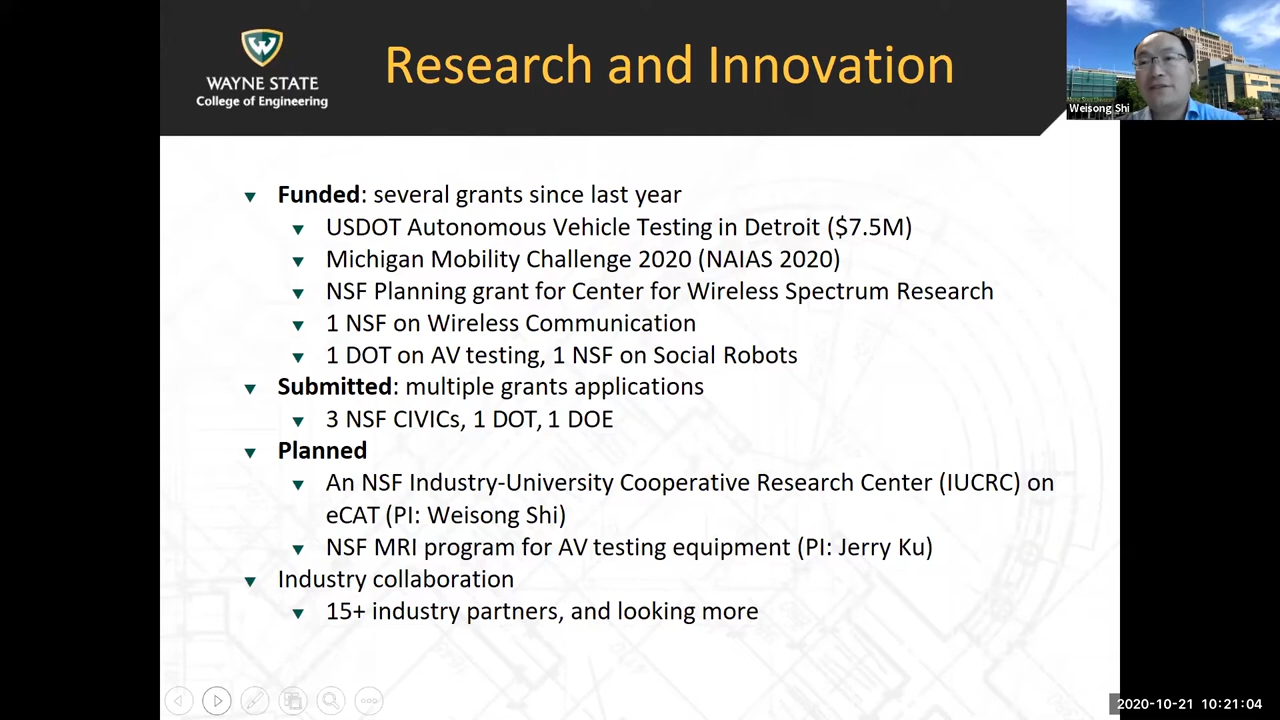 WAYNE STATE
College of Engineering
Research and Innovation
Weisong Shi
Funded: several grants since last year
USDOT Autonomous Vehicle Testing in Detroit ($7.5M)
Michigan Mobility Challenge 2020 (NAIAS 2020)
NSF Planning grant for Center for Wireless Spectrum Research
1 NSF on Wireless Communication
1 DOT on AV testing, 1 NSF on Social Robots
Submitted: multiple grants applications
3 NSF CIVICs, 1 DOT, 1 DOE
Planned
An NSF Industry-University Cooperative Research Center (IUCRC) on
eCAT (PI: Weisong Shi)
NSF MRI program for AV testing equipment (PI: Jerry Ku)
Industry collaboration
15+ industry partners, and looking more
2020-10-21 10:21:04